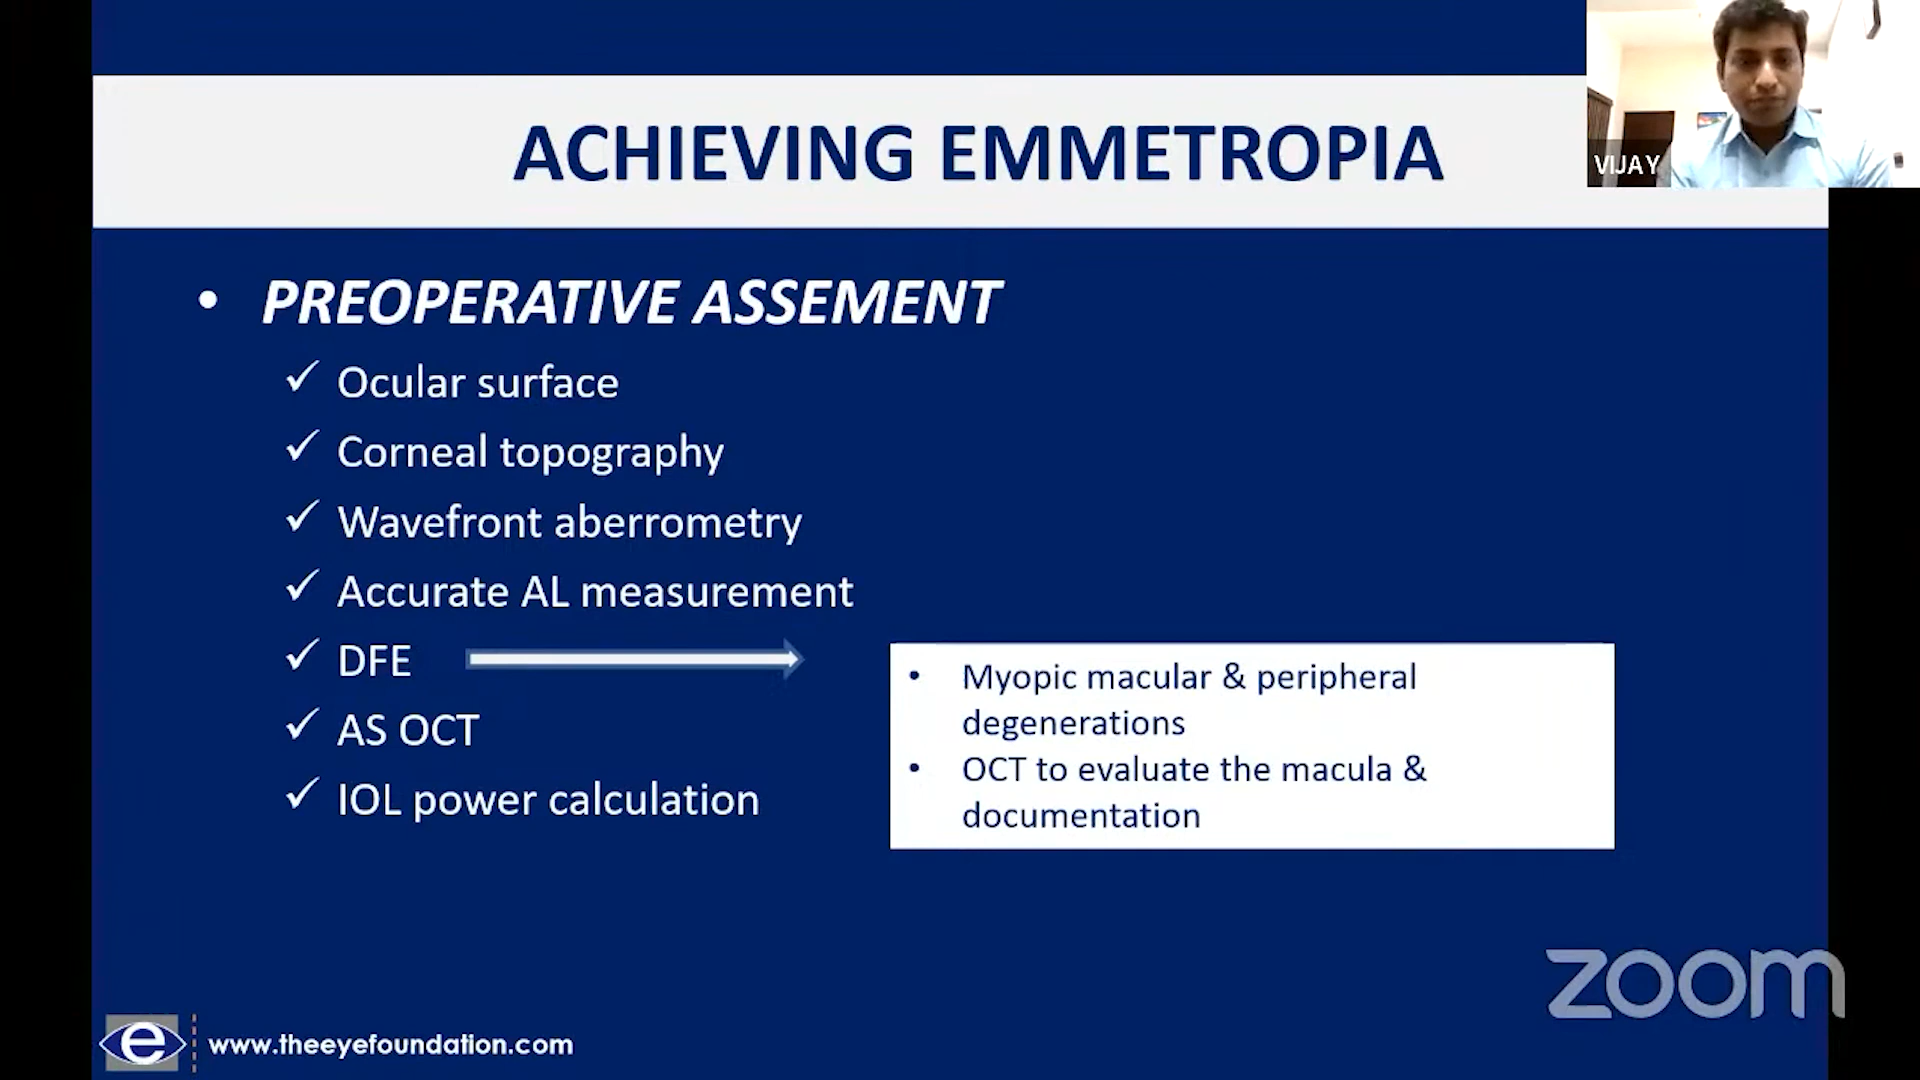 ACHIEVING EMMETROPIA
VIJAY
• PREOPERATIVE ASSEMENT
✓ Ocular surface
✓ Corneal topography
✓ Wavefront aberrometry
✓ Accurate AL measurement
✓ DFE
✓ AS OCT
✓ IOL power calculation
• Myopic macular & peripheral
degenerations
• OCT to evaluate the macula &
documentation
zoom
e
www.theeyefoundation.com